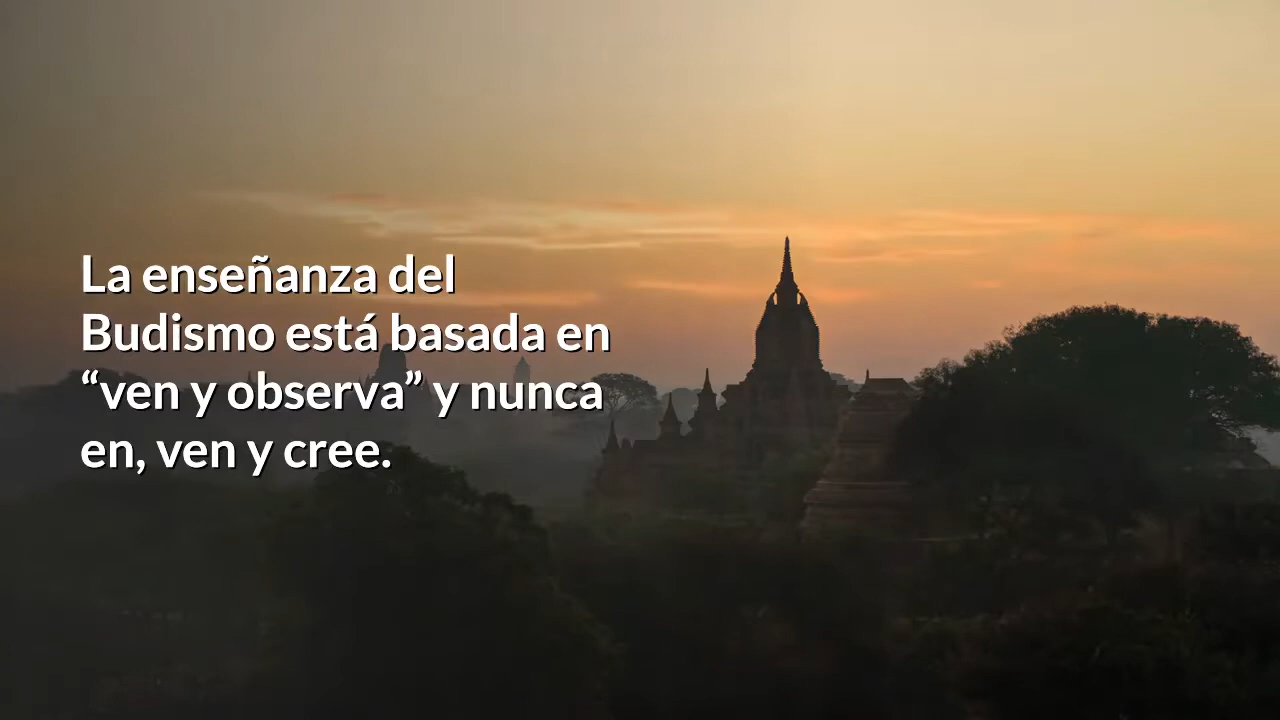 La enseñanza del
Budismo está basada en
“ven y observa” y nunca
en, ven y cree.